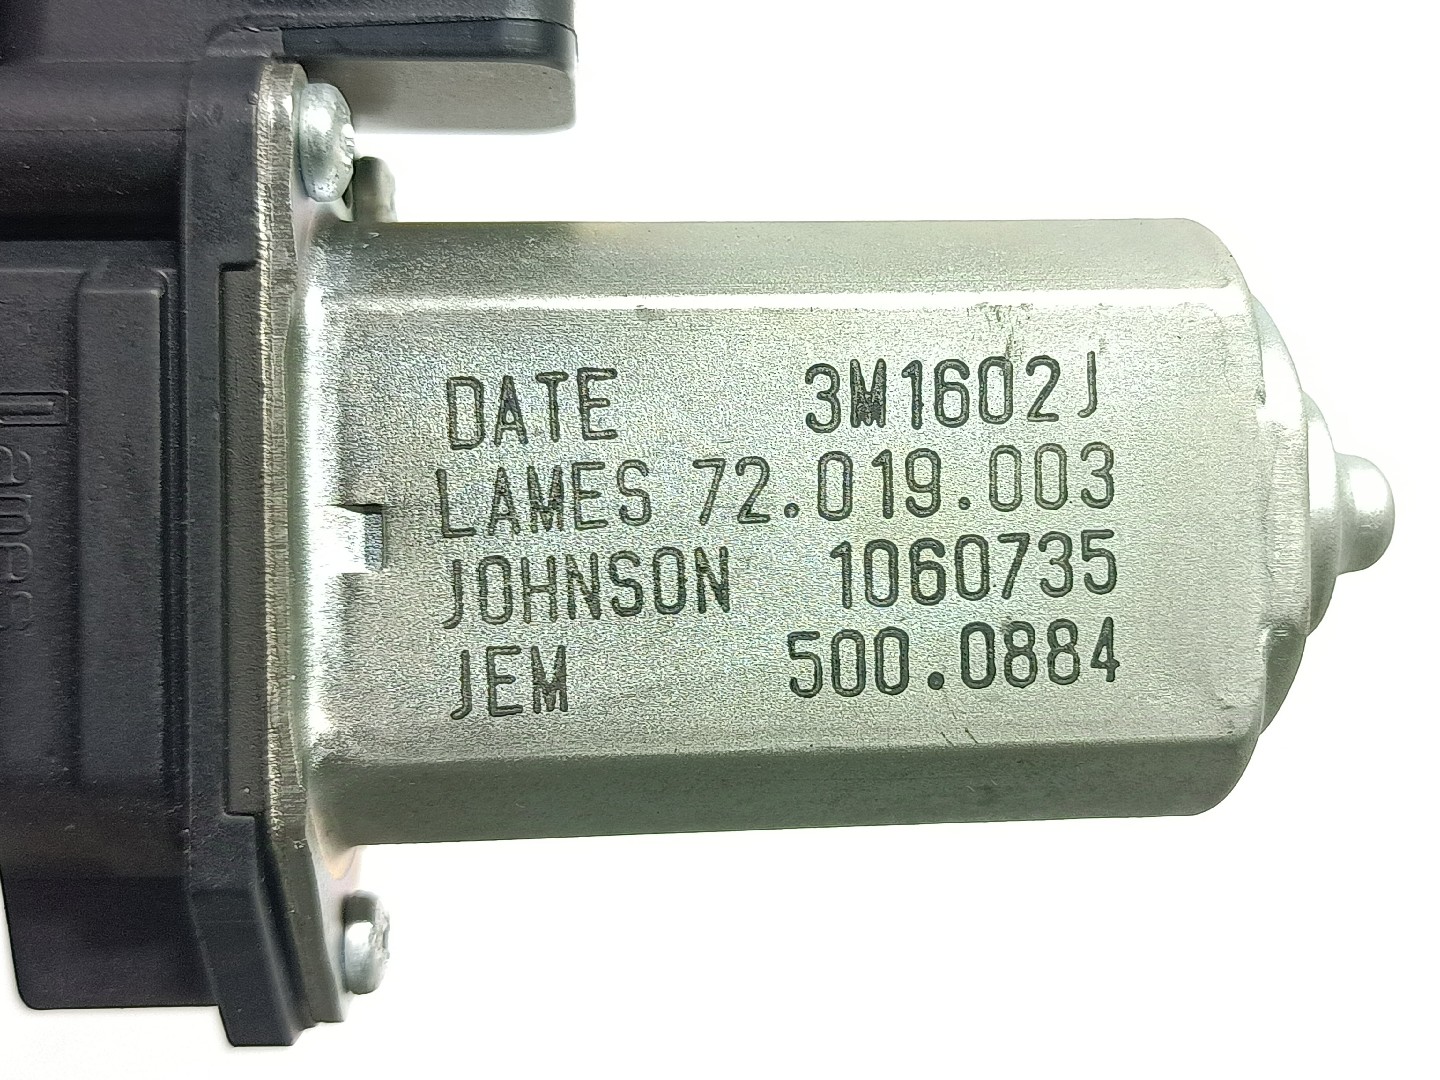 DATE 3M1602J
LAMES 72.019.003
JOHNSON 1060735
JEM 500.0884